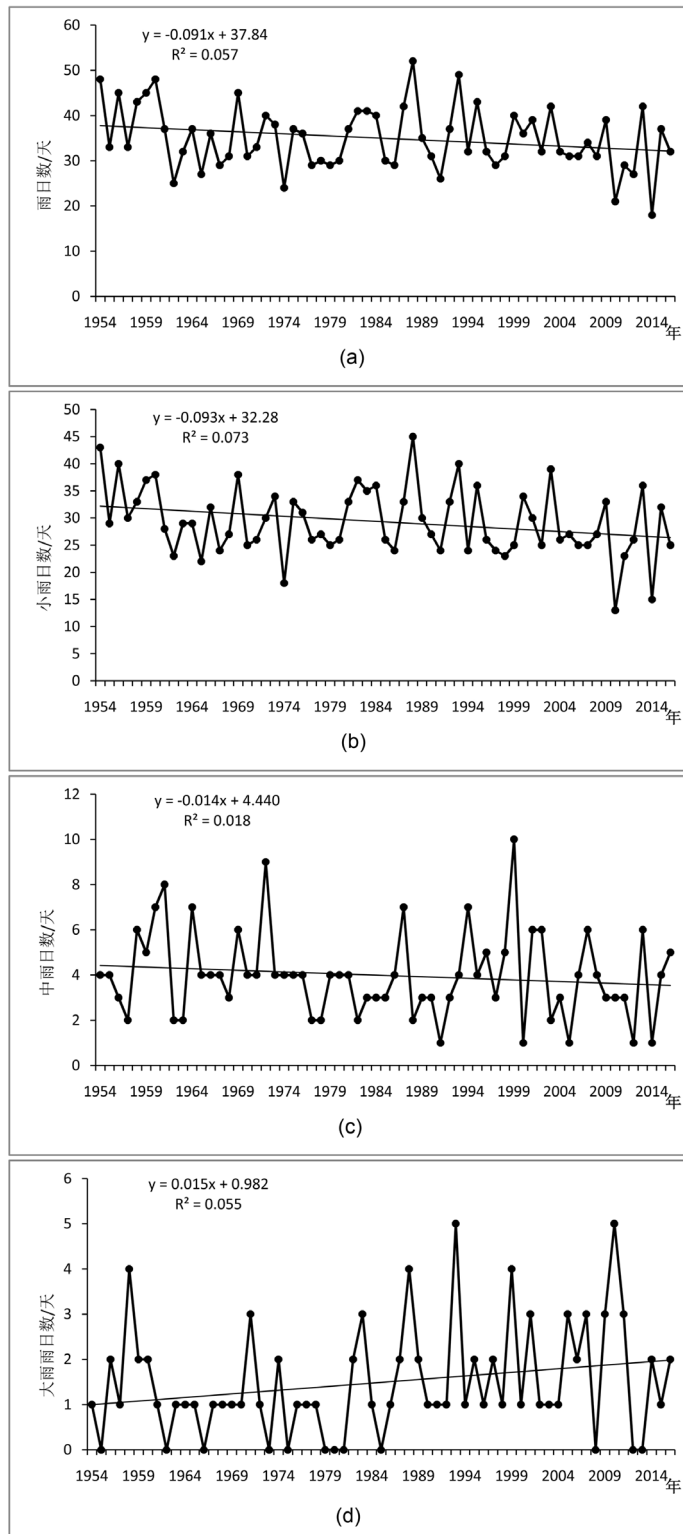 y = -0.091x + 37.84
R² = 0.057
60
50
40
30
20
10
0
雨日数/天
1954 1959 1964 1969 1974 1979 1984 1989 1994 1999 2004 2009 2014 年
(a)
y = -0.093x + 32.28
R² = 0.073
50
45
40
35
30
25
20
15
10
5
0
小雨日数/天
1954 1959 1964 1969 1974 1979 1984 1989 1994 1999 2004 2009 2014 年
(b)
y = -0.014x + 4.440
R² = 0.018
12
10
8
6
4
2
0
中雨日数/天
1954 1959 1964 1969 1974 1979 1984 1989 1994 1999 2004 2009 2014 年
(c)
y = 0.015x + 0.982
R² = 0.055
6
5
4
3
2
1
0
大雨雨日数/天
1954 1959 1964 1969 1974 1979 1984 1989 1994 1999 2004 2009 2014 年
(d)